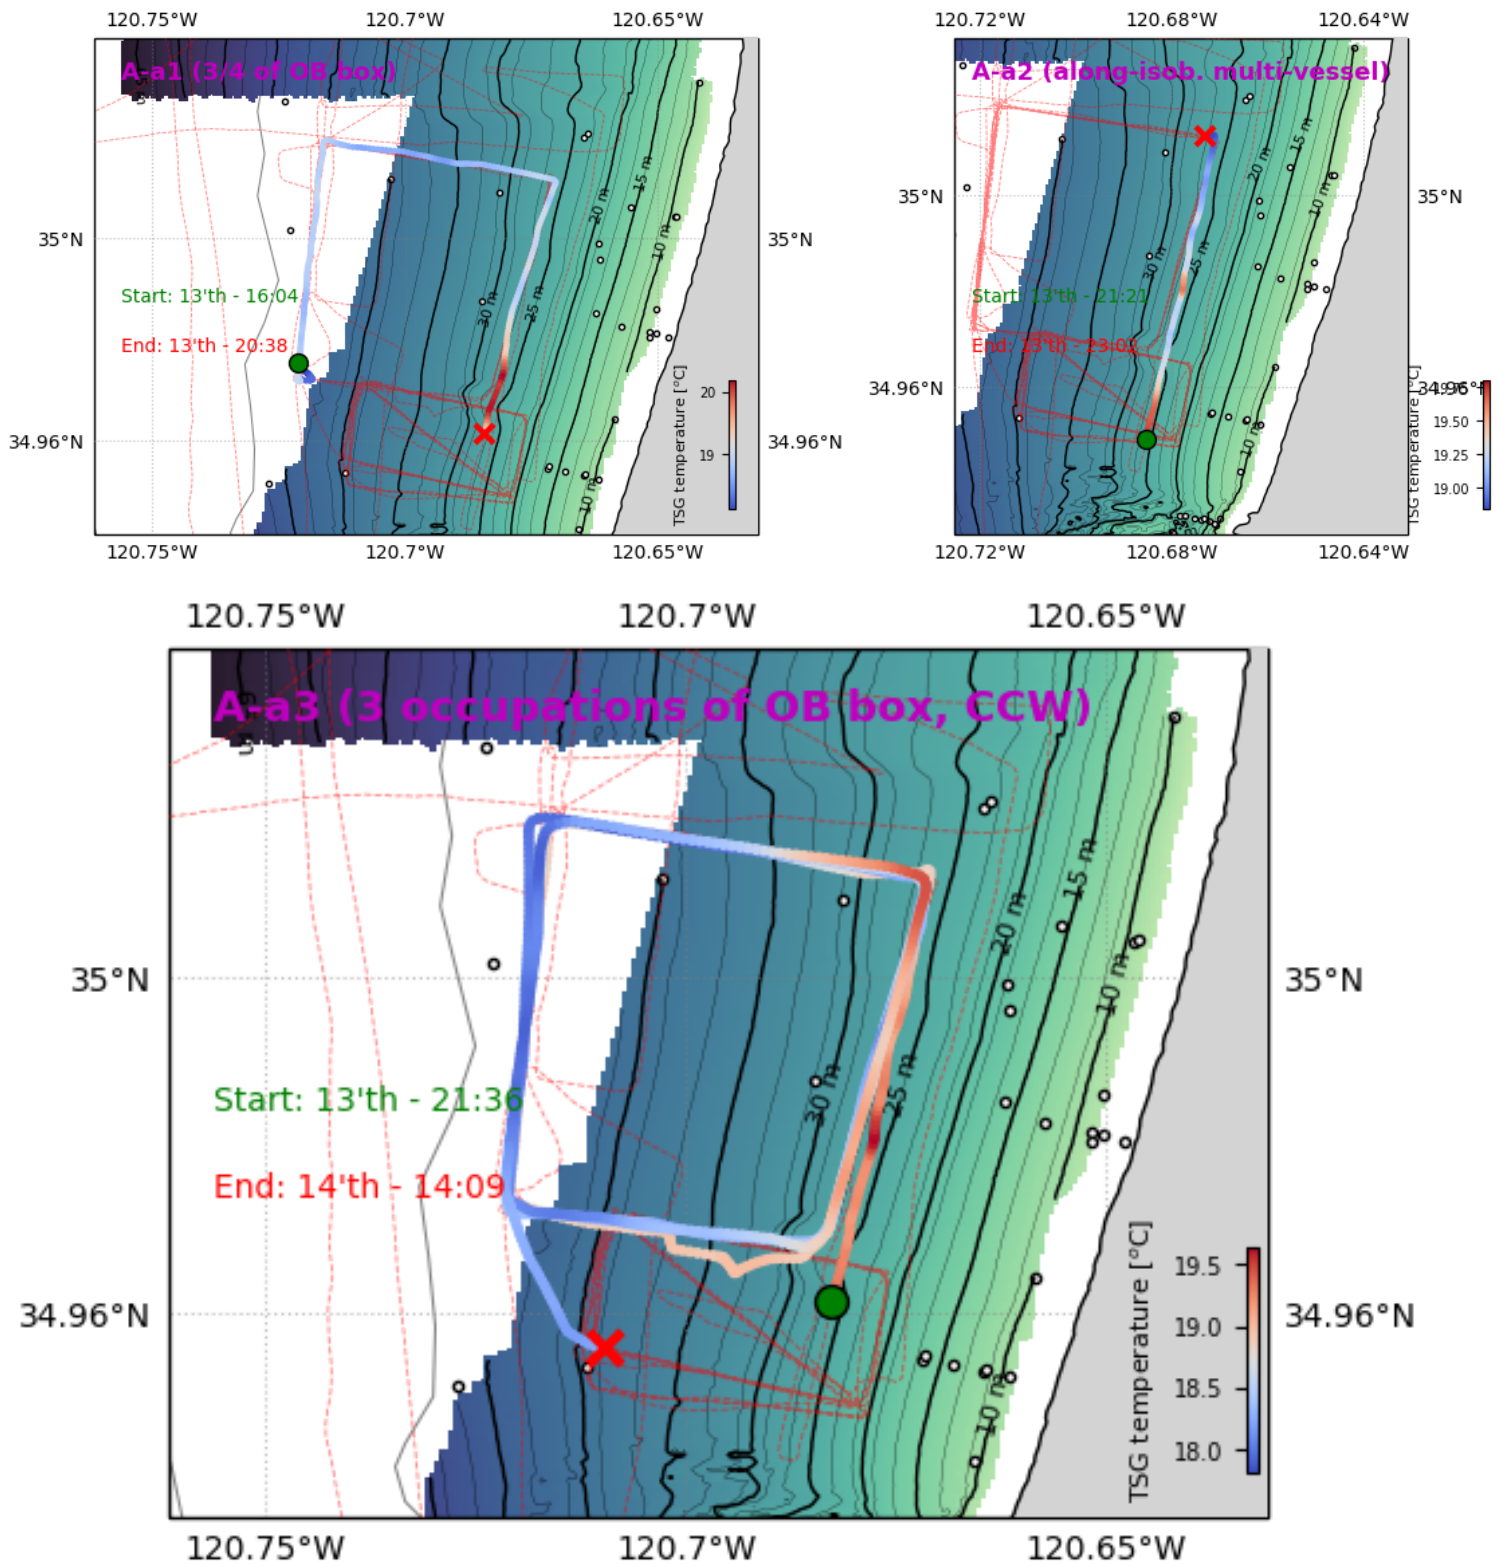 120.75°W 120.7°W 120.65°W
A-a1 (3/4 of OB box)
15 m
20 m
35°N 35°N
10 m
Start: 13'th - 16:04
30 m 25 m
End: 13'th - 20:38
TSG temperature [°C]
20
19
34.96°N 34.96°N
10 m
120.75°W 120.7°W 120.65°W
120.72°W 120.68°W 120.64°W
A-a2 (along-isob. multi-vessel)
15 m
20 m
35°N 35°N
10 m
30 m 25 m
Start: 13'th - 21:21
End: 13'th - 23:02
34.96°N 34.96°N
TSG temperature [°C]
19.75
19.50
19.25
19.00
10 m
120.72°W 120.68°W 120.64°W
120.75°W 120.7°W 120.65°W
A-a3 (3 occupations of OB box, CCW)
15 m
20 m
35°N 35°N
10 m
30 m 25 m
Start: 13'th - 21:36
End: 14'th - 14:09
TSG temperature [°C]
19.5
19.0
18.5
18.0
34.96°N 34.96°N
10 m
120.75°W 120.7°W 120.65°W